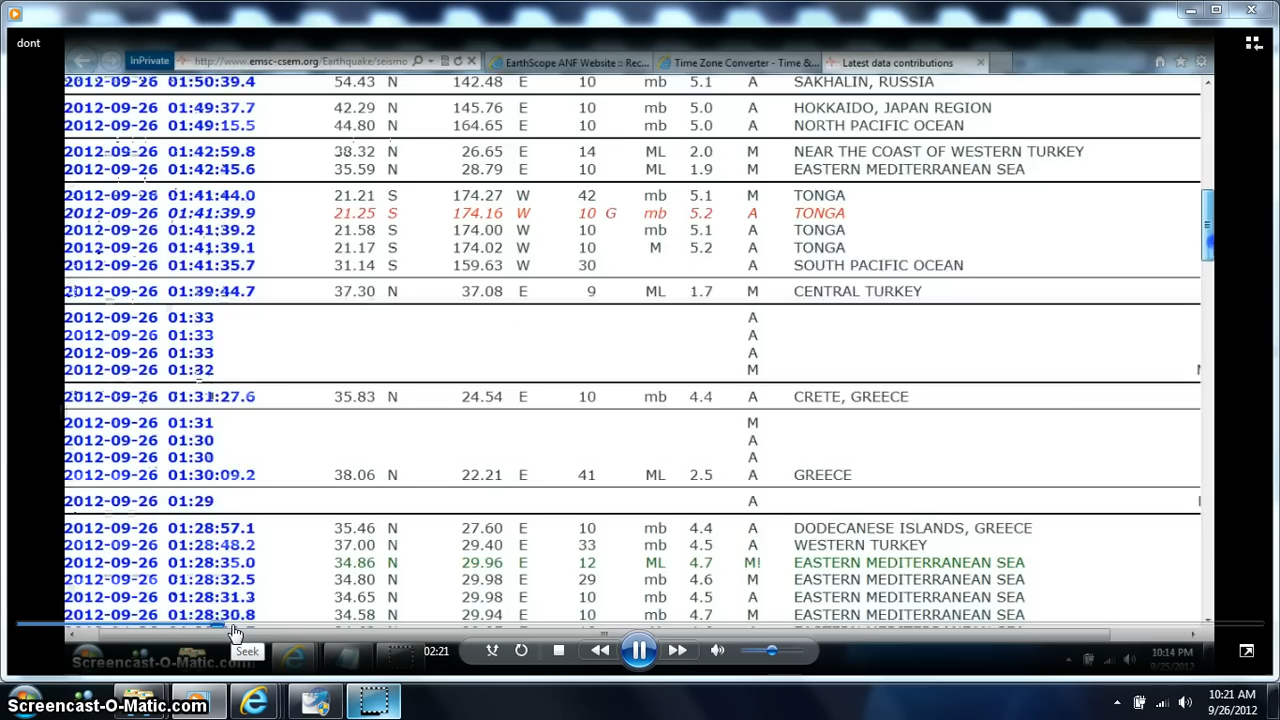 dont
InPrivate http://www.emsc-csem.org/Earthquake/seismo EarthScope ANF Website :: Rec... Time Zone Converter - Time &... Latest data contributions
2012-09-26 01:50:39.4 54.43 N 142.48 E 10 mb 5.1 A SAKHALIN, RUSSIA
2012-09-26 01:49:37.7 42.29 N 145.76 E 10 mb 5.0 A HOKKAIDO, JAPAN REGION
2012-09-26 01:49:15.5 44.80 N 164.65 E 10 mb 5.0 A NORTH PACIFIC OCEAN
2012-09-26 01:42:59.8 38.32 N 26.65 E 14 ML 2.0 M NEAR THE COAST OF WESTERN TURKEY
2012-09-26 01:42:45.6 35.59 N 28.79 E 10 ML 1.9 M EASTERN MEDITERRANEAN SEA
2012-09-26 01:41:44.0 21.21 S 174.27 W 42 mb 5.1 M TONGA
2012-09-26 01:41:39.9 21.25 S 174.16 W 10 G mb 5.2 A TONGA
2012-09-26 01:41:39.2 21.58 S 174.00 W 10 mb 5.1 A TONGA
2012-09-26 01:41:39.1 21.17 S 174.02 W 10 M 5.2 A TONGA
2012-09-26 01:41:35.7 31.14 S 159.63 W 30 A SOUTH PACIFIC OCEAN
2012-09-26 01:39:44.7 37.30 N 37.08 E 9 ML 1.7 M CENTRAL TURKEY
2012-09-26 01:33 A
2012-09-26 01:33 A
2012-09-26 01:33 A
2012-09-26 01:32 M
2012-09-26 01:31:27.6 35.83 N 24.54 E 10 mb 4.4 A CRETE, GREECE
2012-09-26 01:31 M
2012-09-26 01:30 A
2012-09-26 01:30 A
2012-09-26 01:30:09.2 38.06 N 22.21 E 41 ML 2.5 A GREECE
2012-09-26 01:29 A
2012-09-26 01:28:57.1 35.46 N 27.60 E 10 mb 4.4 A DODECANESE ISLANDS, GREECE
2012-09-26 01:28:48.2 37.00 N 29.40 E 33 mb 4.5 A WESTERN TURKEY
2012-09-26 01:28:35.0 34.86 N 29.96 E 12 ML 4.7 M! EASTERN MEDITERRANEAN SEA
2012-09-26 01:28:32.5 34.80 N 29.98 E 29 mb 4.6 M EASTERN MEDITERRANEAN SEA
2012-09-26 01:28:31.3 34.65 N 29.98 E 10 mb 4.5 A EASTERN MEDITERRANEAN SEA
2012-09-26 01:28:30.8 34.58 N 29.94 E 10 mb 4.7 M EASTERN MEDITERRANEAN SEA
Seek
02:21
10:14 PM
Screencast-O-Matic.com
9/25/2012
10:21 AM
Screencast-O-Matic.com
9/26/2012